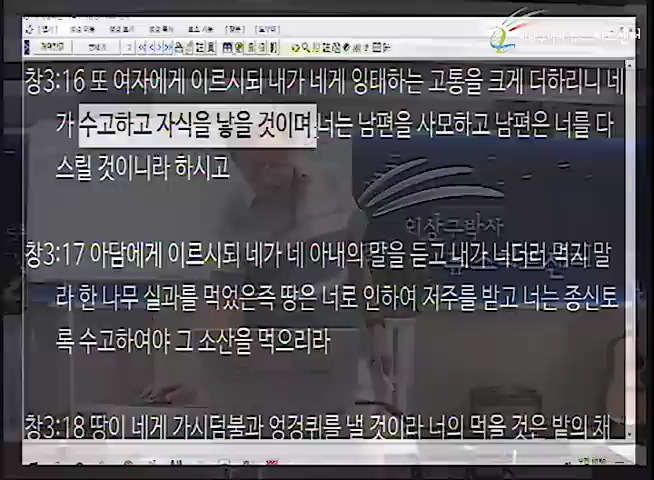 창3:16 또 여자에게 이르시되 내가 네게 잉태하는 고통을 크게 더하리니 네
가 수고하고 자식을 낳을 것이며 너는 남편을 사모하고 남편은 너를 다
스릴 것이니라 하시고
이상구박사
창3:17 아담에게 이르시되 네가 네 아내의 말을 듣고 내가 너더러 먹지 말
라 한 나무 실과를 먹었은즉 땅은 너로 인하여 저주를 받고 너는 종신토
록 수고하여야 그 소산을 먹으리라
창3:18 땅이 네게 가시덤불과 엉겅퀴를 낼 것이라 너의 먹을 것은 밭의 채